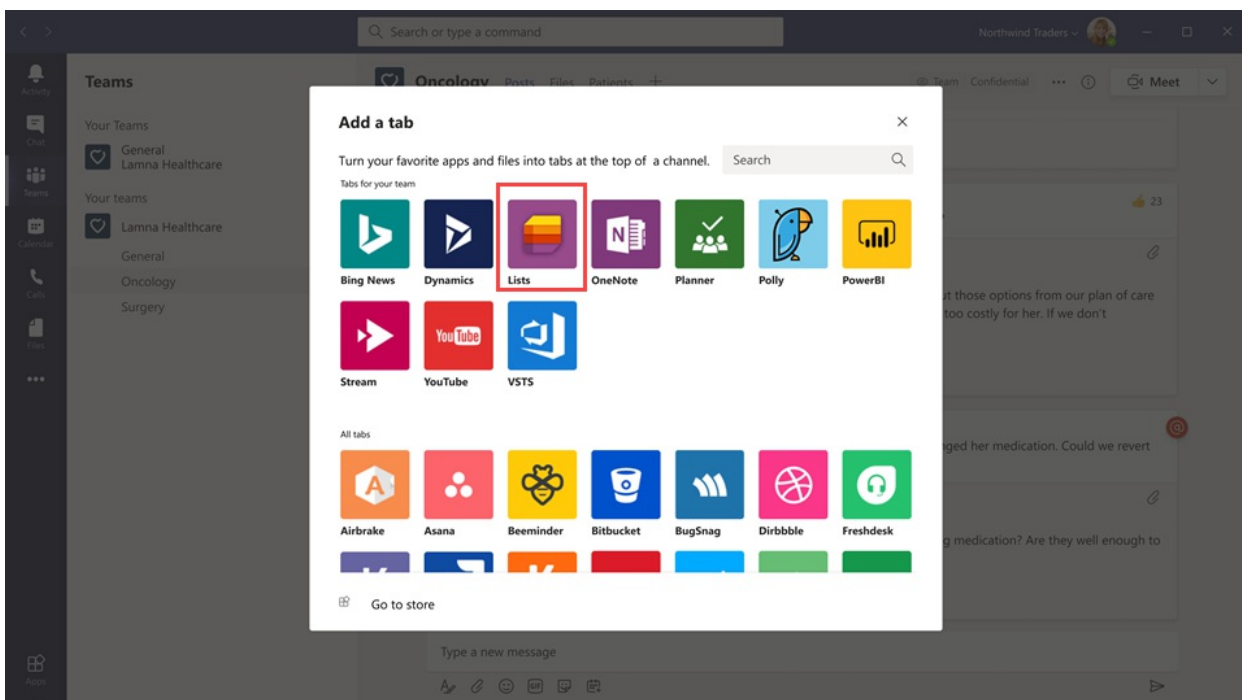 Search or type a command
Northwind Traders
Activity
Chat
Teams
Calendar
Calls
Files
Apps
Teams
Your Teams
General
Lamna Healthcare
Your teams
Lamna Healthcare
General
Oncology
Surgery
Oncology Posts Files Patients
Team Confidential
Meet
Add a tab
Turn your favorite apps and files into tabs at the top of a channel.
Search
Tabs for your team
Bing News Dynamics Lists OneNote Planner Polly PowerBI
You Tube
Stream YouTube VSTS
All tabs
Airbrake Asana Beeminder Bitbucket BugSnag Dirbbble Freshdesk
Go to store
23
those options from our plan of care
too costly for her. If we don't
her medication. Could we revert
medication? Are they well enough to
Type a new message
GIF